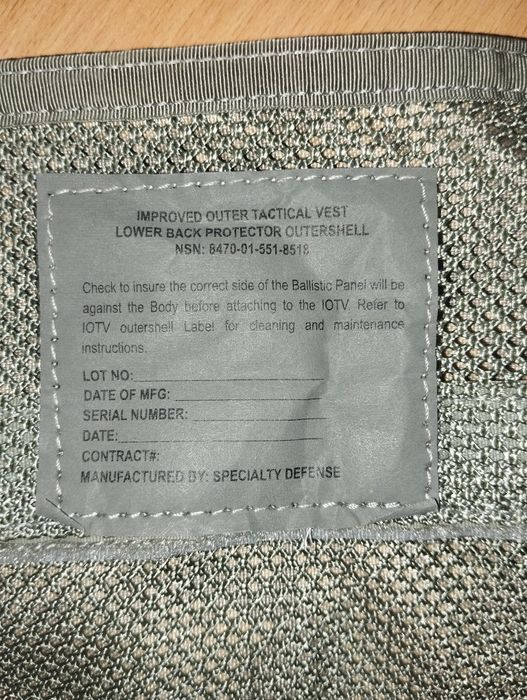 IMPROVED OUTER TACTICAL VEST
LOWER BACK PROTECTOR OUTERSHELL
NSN: 8470-01-551-8518
Check to insure the correct side of the Ballistic Panel will be
against the Body before attaching to the IOTV. Refer to
IOTV outershell Label for cleaning and maintenance
instructions.
LOT NO:
DATE OF MFG:
SERIAL NUMBER:
DATE:
CONTRACT#:
MANUFACTURED BY: SPECIALTY DEFENSE